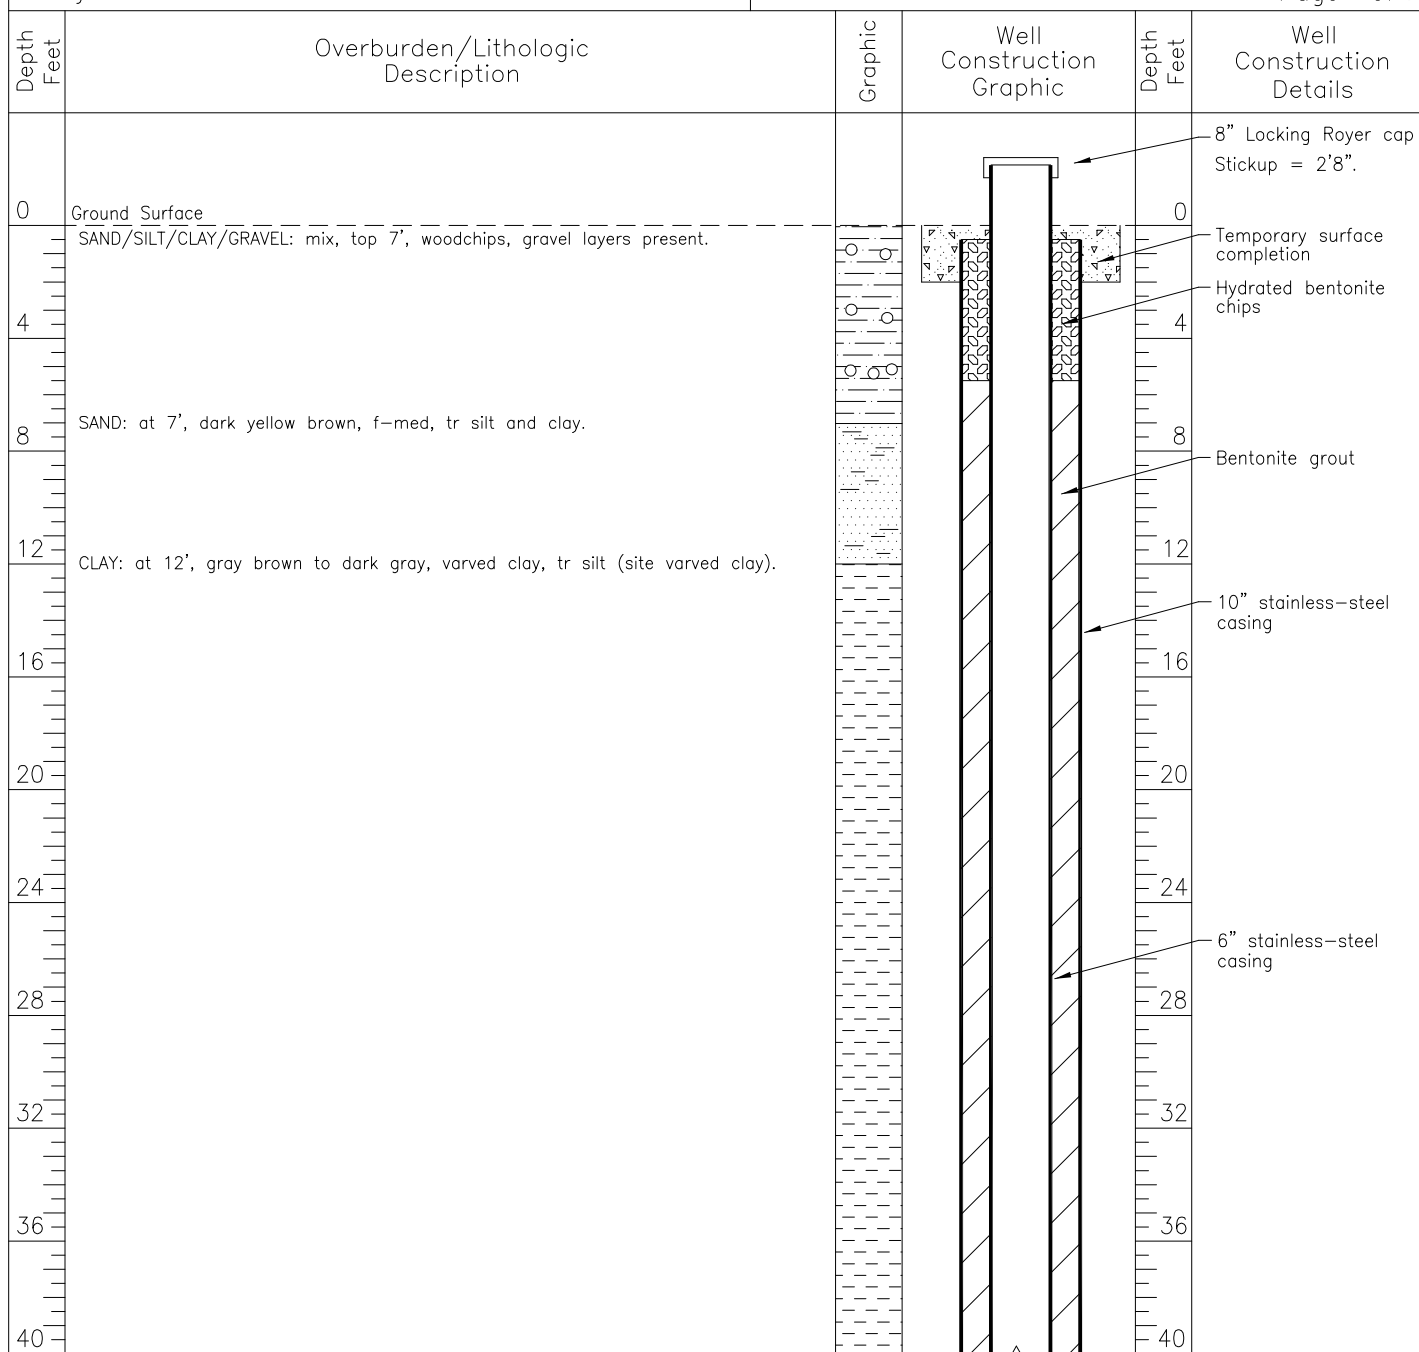 Depth
Feet
Overburden/Lithologic
Description
Graphic
Well
Construction
Graphic
Depth
Feet
Well
Construction
Details
8" Locking Royer cap
Stickup = 2'8".
0
Ground Surface
0
SAND/SILT/CLAY/GRAVEL: mix, top 7', woodchips, gravel layers present.
Temporary surface
completion
Hydrated bentonite
chips
4
4
SAND: at 7', dark yellow brown, f-med, tr silt and clay.
8
8
Bentonite grout
12
12
CLAY: at 12', gray brown to dark gray, varved clay, tr silt (site varved clay).
10" stainless-steel
casing
16
16
20
20
24
24
6" stainless-steel
casing
28
28
32
32
36
36
40
40